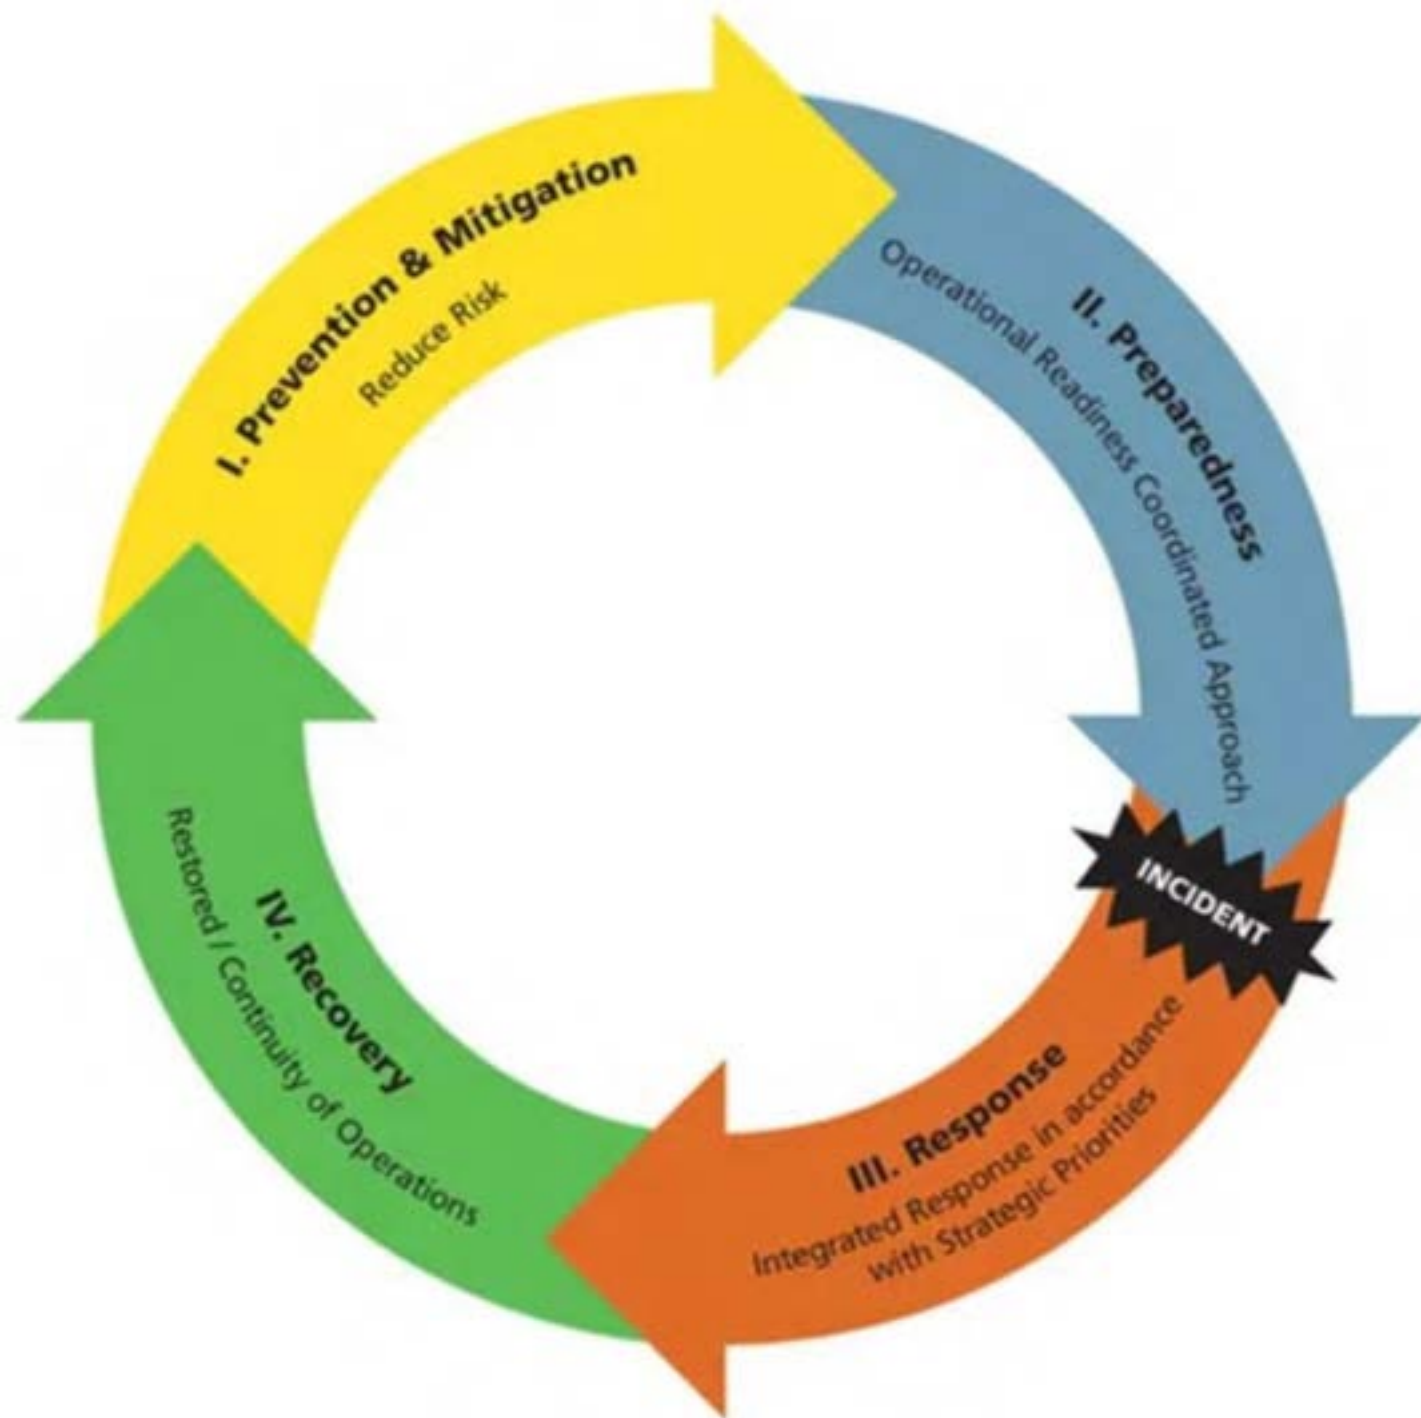 I. Prevention & Mitigation
Reduce Risk
II. Preparedness
Operational Readiness Coordinated Approach
INCIDENT
III. Response
Integrated Response in accordance
with Strategic Priorities
IV. Recovery
Restored / Continuity of Operations